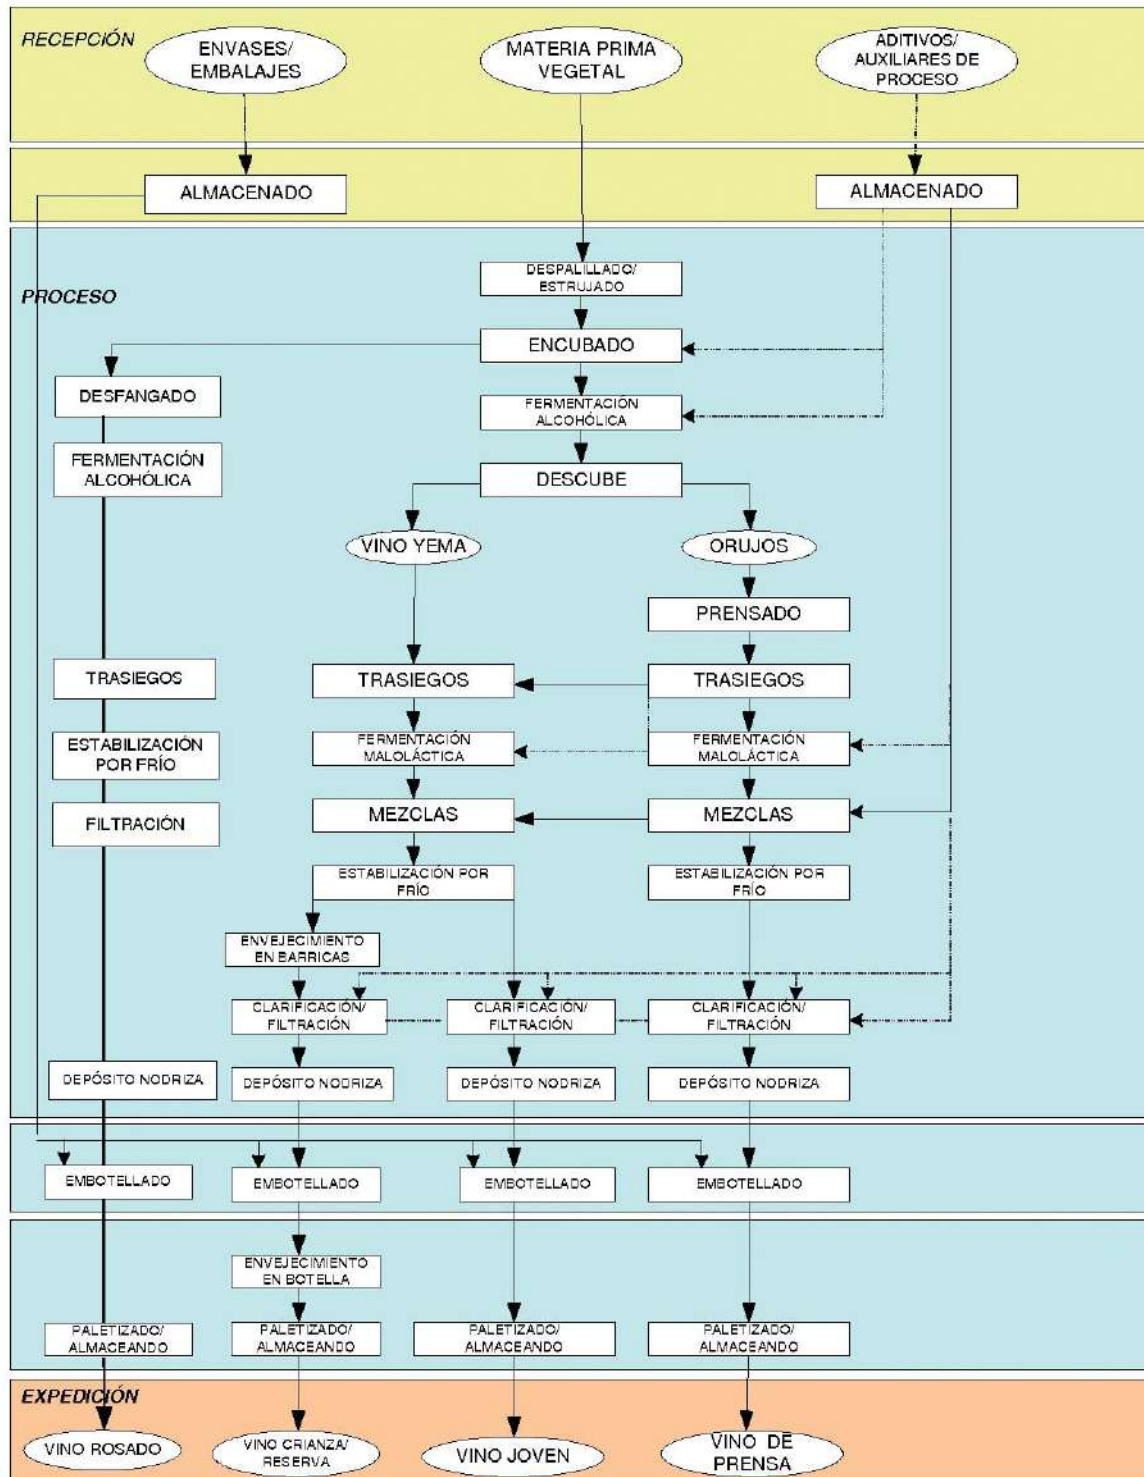 RECEPCIÓN
ENVASES/
EMBALAJES
MATERIA PRIMA
VEGETAL
ADITIVOS/
AUXILIARES DE
PROCESO
ALMACENADO
ALMACENADO
PROCESO
DESPALILLADO/
ESTRUJADO
ENCUBADO
DESFANGADO
FERMENTACIÓN
ALCOHÓLICA
FERMENTACIÓN
ALCOHÓLICA
DESCUBE
VINO YEMA
ORUJOS
PRENSADO
TRASIEGOS
TRASIEGOS
TRASIEGOS
ESTABILIZACIÓN
POR FRÍO
FERMENTACIÓN
MALOLÁCTICA
FERMENTACIÓN
MALOLÁCTICA
FILTRACIÓN
MEZCLAS
MEZCLAS
ESTABILIZACIÓN POR
FRÍO
ESTABILIZACIÓN POR
FRÍO
ENVEJECIMIENTO
EN BARRICAS
CLARIFICACIÓN/
FILTRACIÓN
CLARIFICACIÓN/
FILTRACIÓN
CLARIFICACIÓN/
FILTRACIÓN
DEPÓSITO NODRIZA
DEPÓSITO NODRIZA
DEPÓSITO NODRIZA
DEPÓSITO NODRIZA
EMBOTELLADO
EMBOTELLADO
EMBOTELLADO
EMBOTELLADO
ENVEJECIMIENTO
EN BOTELLA
PALETIZADO/
ALMACEANDO
PALETIZADO/
ALMACEANDO
PALETIZADO/
ALMACEANDO
PALETIZADO/
ALMACEANDO
EXPEDICIÓN
VINO ROSADO
VINO CRIANZA/
RESERVA
VINO JOVEN
VINO DE
PRENSA